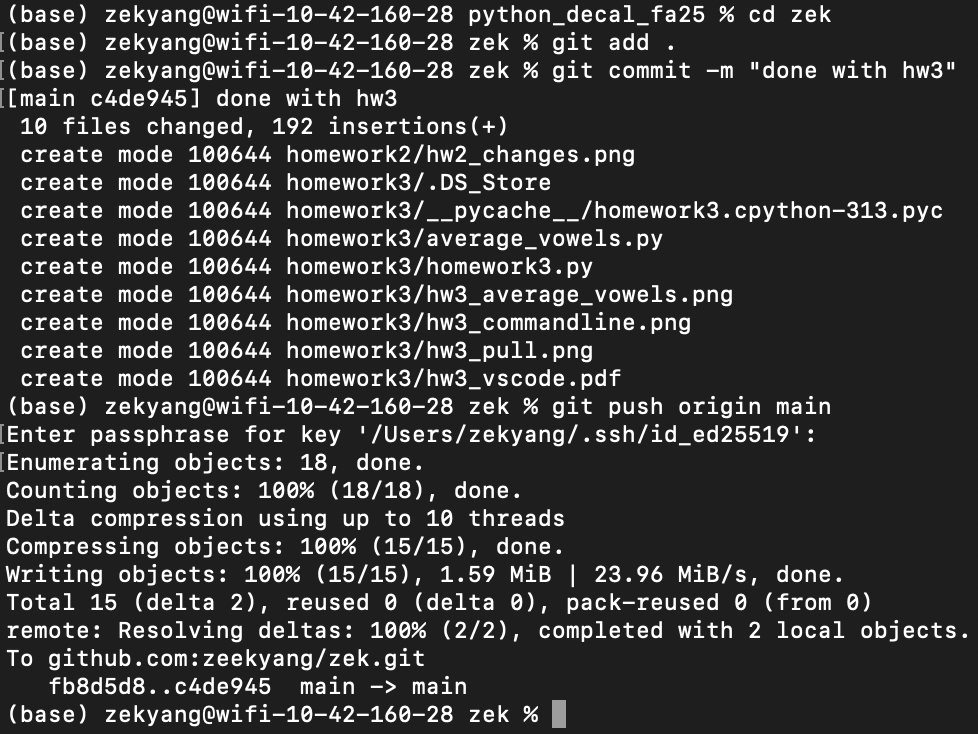 (base) zekyang@wifi-10-42-160-28 python_decal_fa25 % cd zek
[(base) zekyang@wifi-10-42-160-28 zek % git add .
[(base) zekyang@wifi-10-42-160-28 zek % git commit -m "done with hw3"
[[main c4de945] done with hw3
 10 files changed, 192 insertions(+)
 create mode 100644 homework2/hw2_changes.png
 create mode 100644 homework3/.DS_Store
 create mode 100644 homework3/__pycache__/homework3.cpython-313.pyc
 create mode 100644 homework3/average_vowels.py
 create mode 100644 homework3/homework3.py
 create mode 100644 homework3/hw3_average_vowels.png
 create mode 100644 homework3/hw3_commandline.png
 create mode 100644 homework3/hw3_pull.png
 create mode 100644 homework3/hw3_vscode.pdf
(base) zekyang@wifi-10-42-160-28 zek % git push origin main
[Enter passphrase for key '/Users/zekyang/.ssh/id_ed25519':
[Enumerating objects: 18, done.
Counting objects: 100% (18/18), done.
Delta compression using up to 10 threads
Compressing objects: 100% (15/15), done.
Writing objects: 100% (15/15), 1.59 MiB | 23.96 MiB/s, done.
Total 15 (delta 2), reused 0 (delta 0), pack-reused 0 (from 0)
remote: Resolving deltas: 100% (2/2), completed with 2 local objects.
To github.com:zeekyang/zek.git
   fb8d5d8..c4de945  main -> main
(base) zekyang@wifi-10-42-160-28 zek %